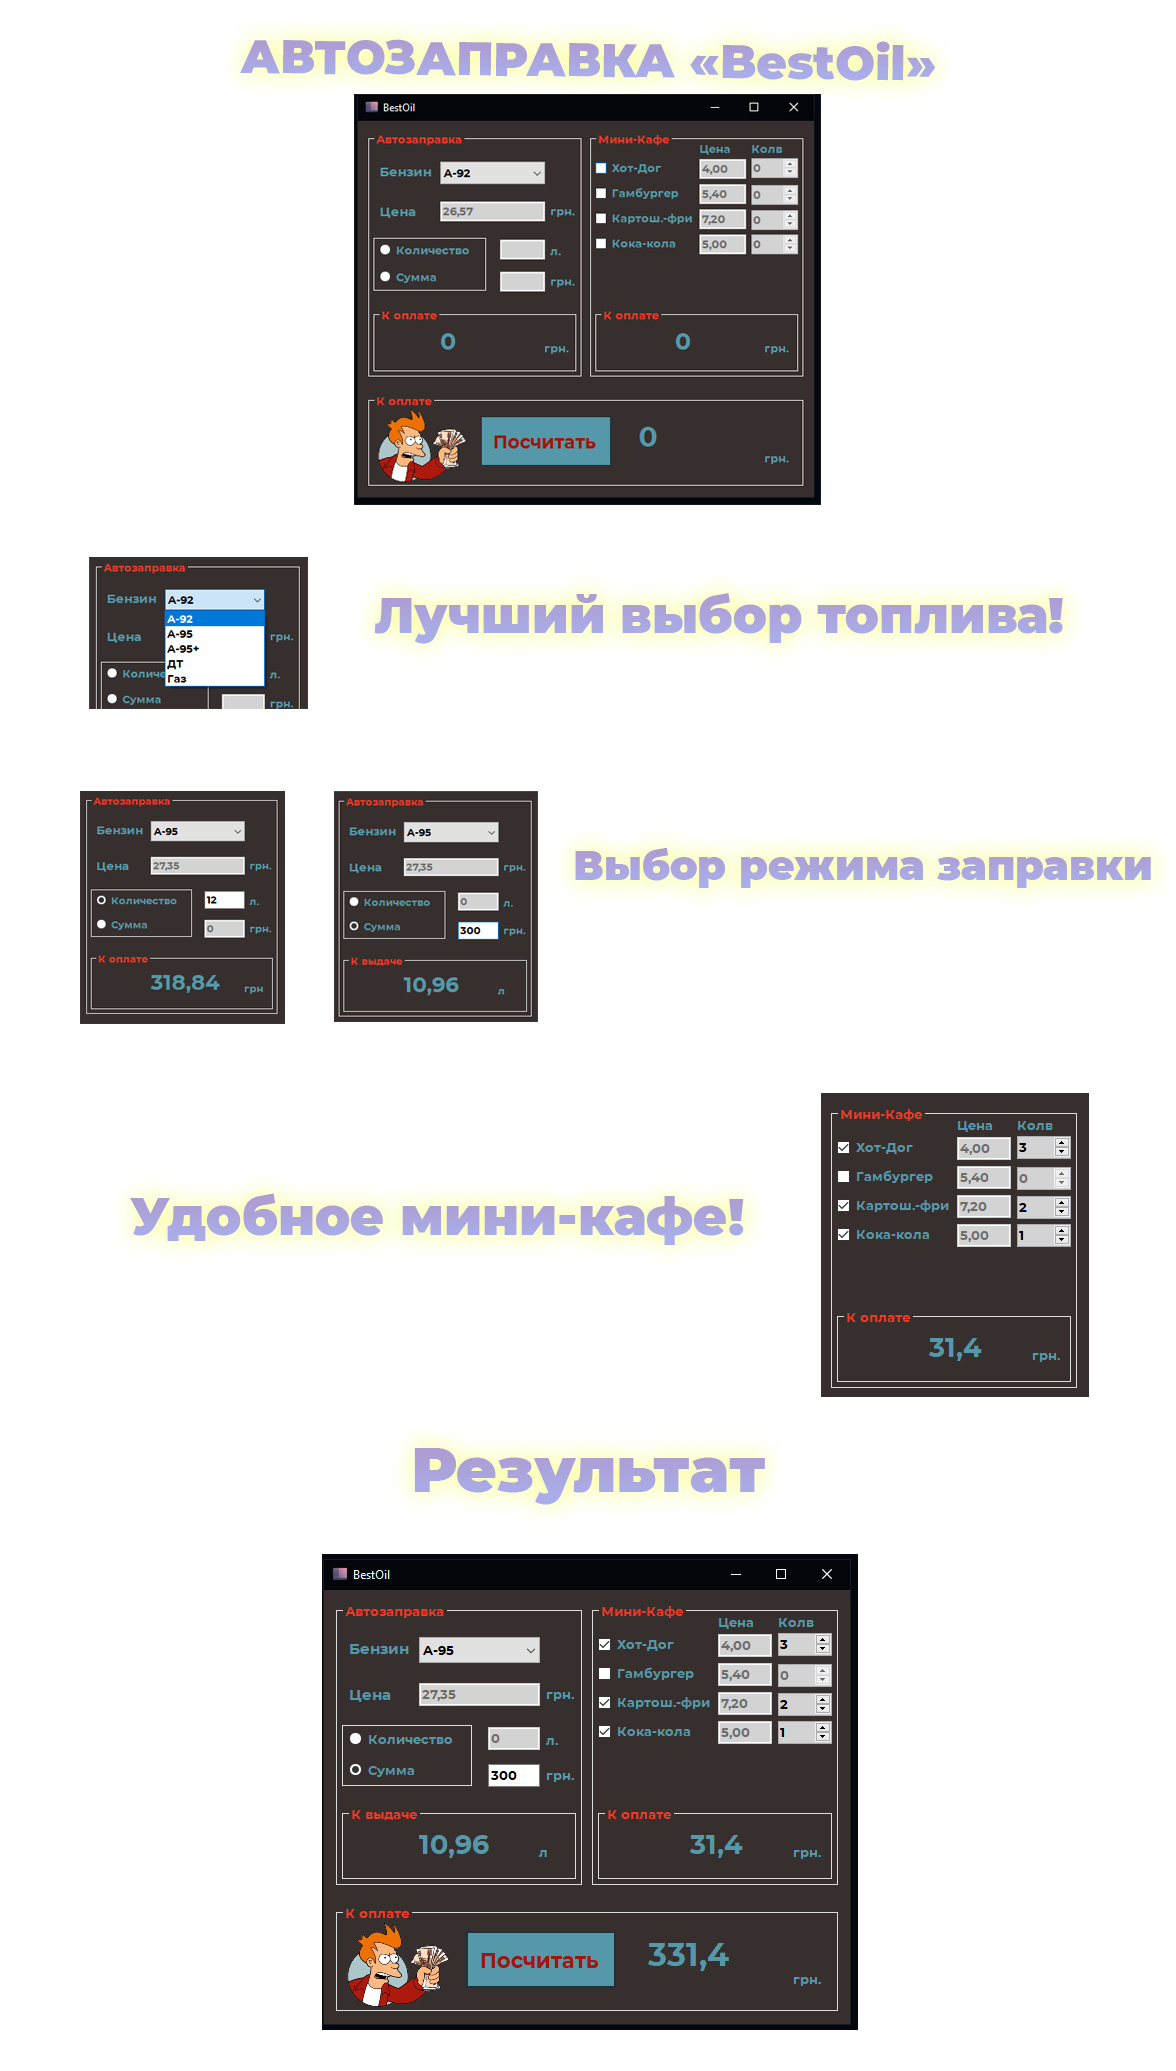 АВТОЗАПРАВКА «BestOil»
BestOil
Автозаправка
Бензин А-92
Цена 26,57 грн.
Количество л.
Сумма грн.
К оплате
0 грн.
Мини-Кафе
Цена Колв
Хот-Дог 4,00 0
Гамбургер 5,40 0
Картош.-фри 7,20 0
Кока-кола 5,00 0
К оплате
0 грн.
К оплате
Посчитать 0 грн.
Автозаправка
Бензин А-92
А-92
Цена грн.
А-95
А-95+
ДТ
Количе л.
Газ
Сумма грн.
Лучший выбор топлива!
Автозаправка
Бензин А-95
Цена 27,35 грн.
Количество 12 л.
Сумма 0 грн.
К оплате
318,84 грн
Автозаправка
Бензин А-95
Цена 27,35 грн.
Количество 0 л.
Сумма 300 грн.
К выдаче
10,96 л
Выбор режима заправки
Удобное мини-кафе!
Мини-Кафе
Цена Колв
Хот-Дог 4,00 3
Гамбургер 5,40 0
Картош.-фри 7,20 2
Кока-кола 5,00 1
К оплате
31,4 грн.
Результат
BestOil
Автозаправка
Бензин А-95
Цена 27,35 грн.
Количество 0 л.
Сумма 300 грн.
К выдаче
10,96 л
Мини-Кафе
Цена Колв
Хот-Дог 4,00 3
Гамбургер 5,40 0
Картош.-фри 7,20 2
Кока-кола 5,00 1
К оплате
31,4 грн.
К оплате
Посчитать 331,4 грн.